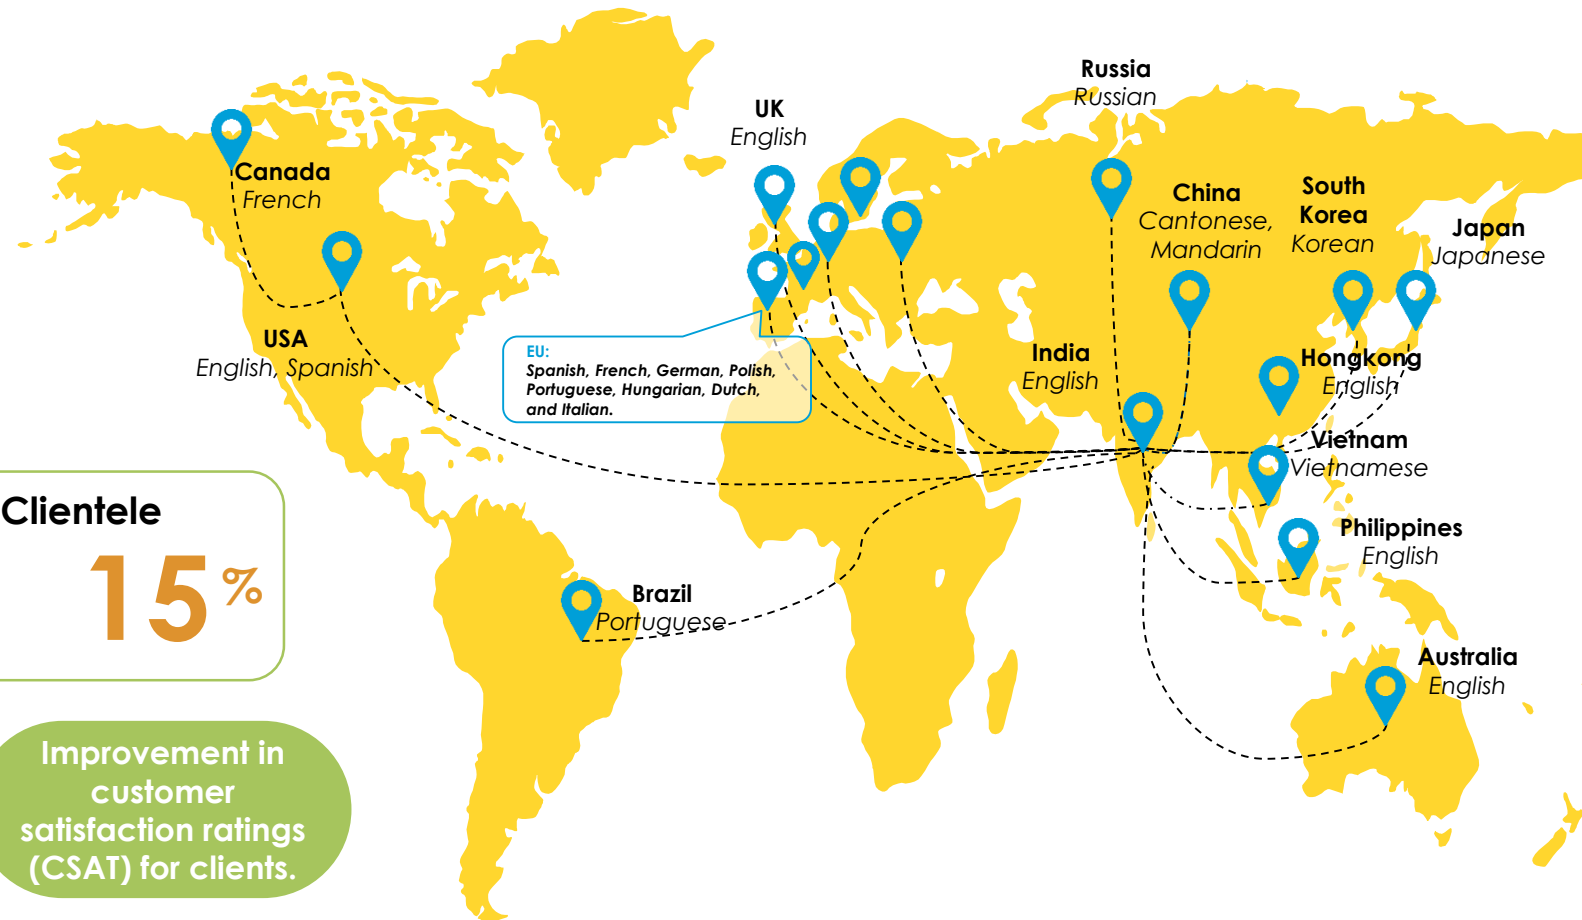 Russia
Russian
UK
English
Canada
French
China
Cantonese,
Mandarin
South
Korea
Korean
Japan
Japanese
USA
English, Spanish
EU:
Spanish, French, German, Polish,
Portuguese, Hungarian, Dutch,
and Italian.
India
English
Hongkong
English
Vietnam
Vietnamese
Philippines
English
Clientele
15%
Brazil
Portuguese
Australia
English
Improvement in
customer
satisfaction ratings
(CSAT) for clients.